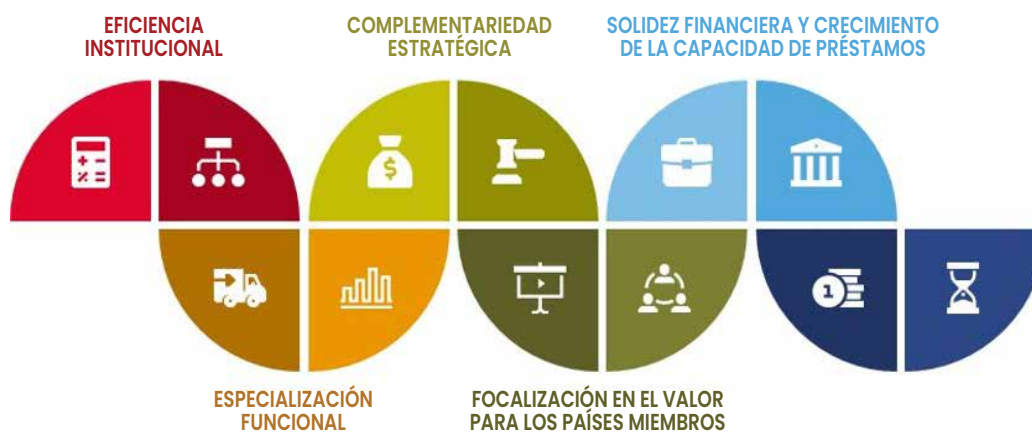 EFICIENCIA
INSTITUCIONAL
COMPLEMENTARIEDAD
ESTRATÉGICA
SOLIDEZ FINANCIERA Y CRECIMIENTO
DE LA CAPACIDAD DE PRÉSTAMOS
$
1
ESPECIALIZACIÓN
FUNCIONAL
FOCALIZACIÓN EN EL VALOR
PARA LOS PAÍSES MIEMBROS